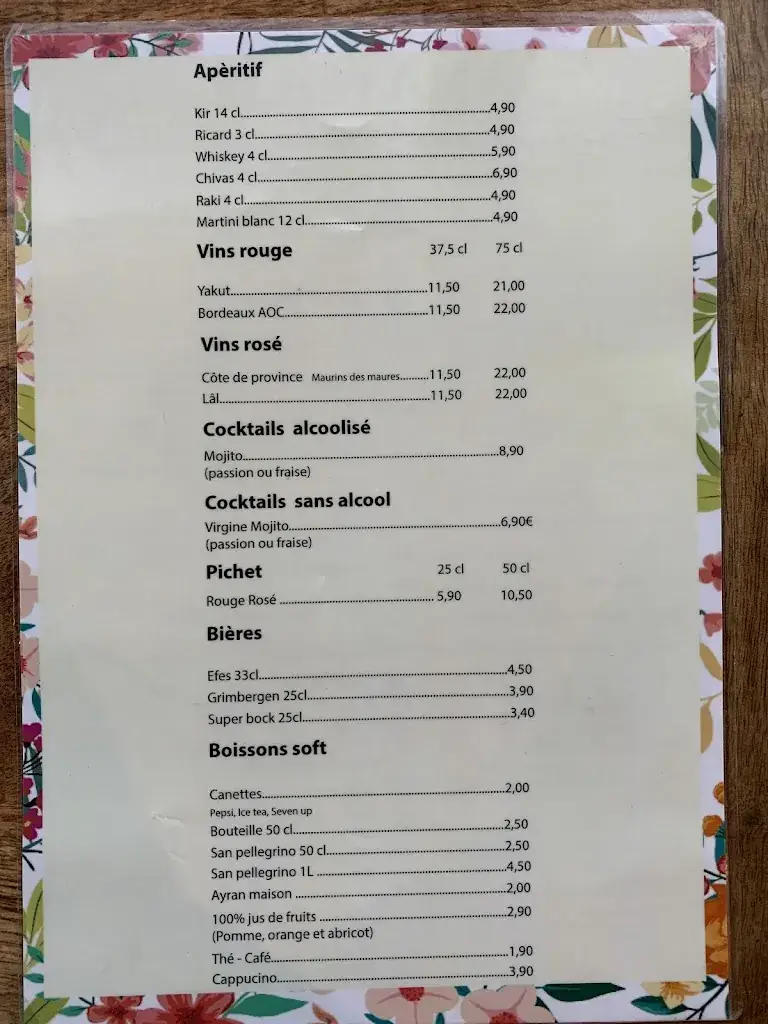 Apèritif
Kir 14 cl....................4,90
Ricard 3 cl....................4,90
Whiskey 4 cl....................5,90
Chivas 4 cl....................6,90
Raki 4 cl....................4,90
Martini blanc 12 cl....................4,90
Vins rouge 37,5 cl 75 cl
Yakut....................11,50 21,00
Bordeaux AOC....................11,50 22,00
Vins rosé
Côte de province Maurins des maures..........11,50 22,00
Lâl....................11,50 22,00
Cocktails alcoolisé
Mojito....................8,90
(passion ou fraise)
Cocktails sans alcool
Virgine Mojito....................6,90€
(passion ou fraise)
Pichet 25 cl 50 cl
Rouge Rosé .................... 5,90 10,50
Bières
Efes 33cl....................4,50
Grimbergen 25cl....................3,90
Super bock 25cl....................3,40
Boissons soft
Canettes....................2,00
Pepsi, Ice tea, Seven up
Bouteille 50 cl....................2,50
San pellegrino 50 cl....................2,50
San pellegrino 1L ....................4,50
Ayran maison ....................2,00
100% jus de fruits ....................2,90
(Pomme, orange et abricot)
Thé - Café....................1,90
Cappucino....................3,90